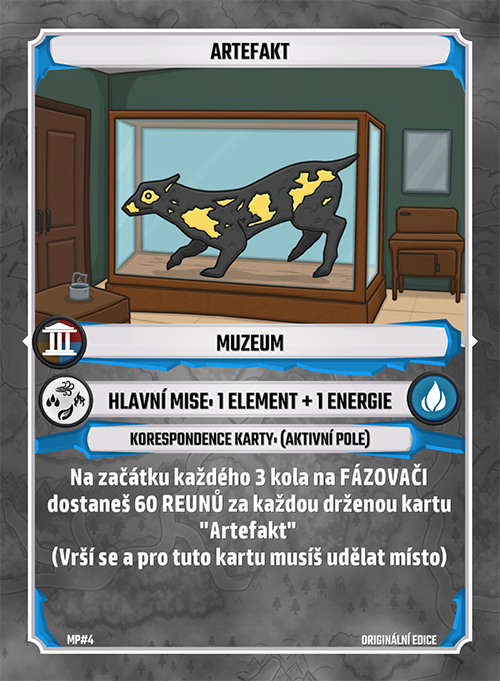 ARTEFAKT
MUZEUM
HLAVNÍ MISE: 1 ELEMENT + 1 ENERGIE
KORESPONDENCE KARTY: (AKTIVNÍ POLE)
Na začátku každého 3 kola na FÁZOVAČI
dostaneš 60 REUNŮ za každou drženou kartu
"Artefakt"
(Vrší se a pro tuto kartu musíš udělat místo)
MP#4
ORIGINÁLNÍ EDICE